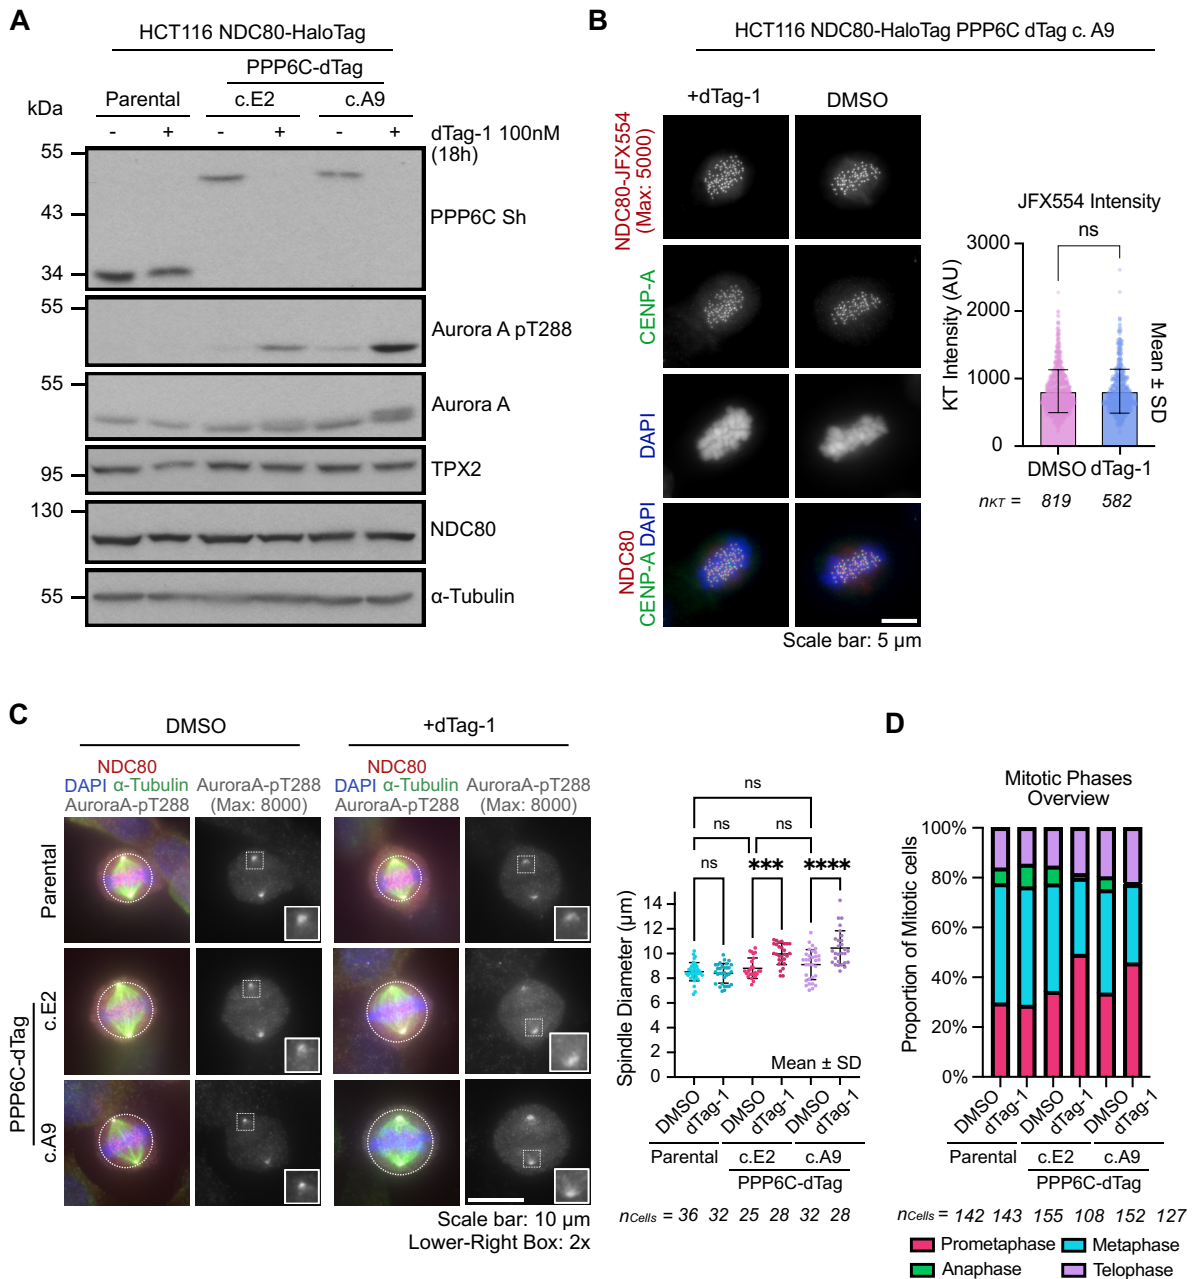 A
HCT116 NDC80-HaloTag
PPP6C-dTag
kDa
Parental
c.E2
c.A9
- + - + - + dTag-1 100nM
(18h)
55
43
34
PPP6C Sh
55
Aurora A pT288
55
Aurora A
95
TPX2
130
NDC80
55
α-Tubulin
B
HCT116 NDC80-HaloTag PPP6C dTag c. A9
+dTag-1
DMSO
NDC80-JFX554
(Max: 5000)
CENP-A
DAPI
NDC80
CENP-A DAPI
Scale bar: 5 µm
JFX554 Intensity
ns
KT Intensity (AU)
3000
2000
1000
0
Mean ± SD
DMSO dTag-1
nKT = 819 582
C
DMSO
+dTag-1
NDC80
DAPI α-Tubulin
AuroraA-pT288
AuroraA-pT288
(Max: 8000)
NDC80
DAPI α-Tubulin
AuroraA-pT288
AuroraA-pT288
(Max: 8000)
Parental
PPP6C-dTag
c.E2
c.A9
Scale bar: 10 µm
Lower-Right Box: 2x
ns
ns
ns
ns
***
****
Spindle Diameter (µm)
14
12
10
8
6
4
2
0
Mean ± SD
DMSO
dTag-1
DMSO
dTag-1
DMSO
dTag-1
Parental
c.E2
c.A9
PPP6C-dTag
nCells = 36 32 25 28 32 28
D
Mitotic Phases
Overview
Proportion of Mitotic cells
100%
80%
60%
40%
20%
0%
DMSO
dTag-1
DMSO
dTag-1
DMSO
dTag-1
Parental
c.E2
c.A9
PPP6C-dTag
nCells = 142 143 155 108 152 127
Prometaphase
Metaphase
Anaphase
Telophase